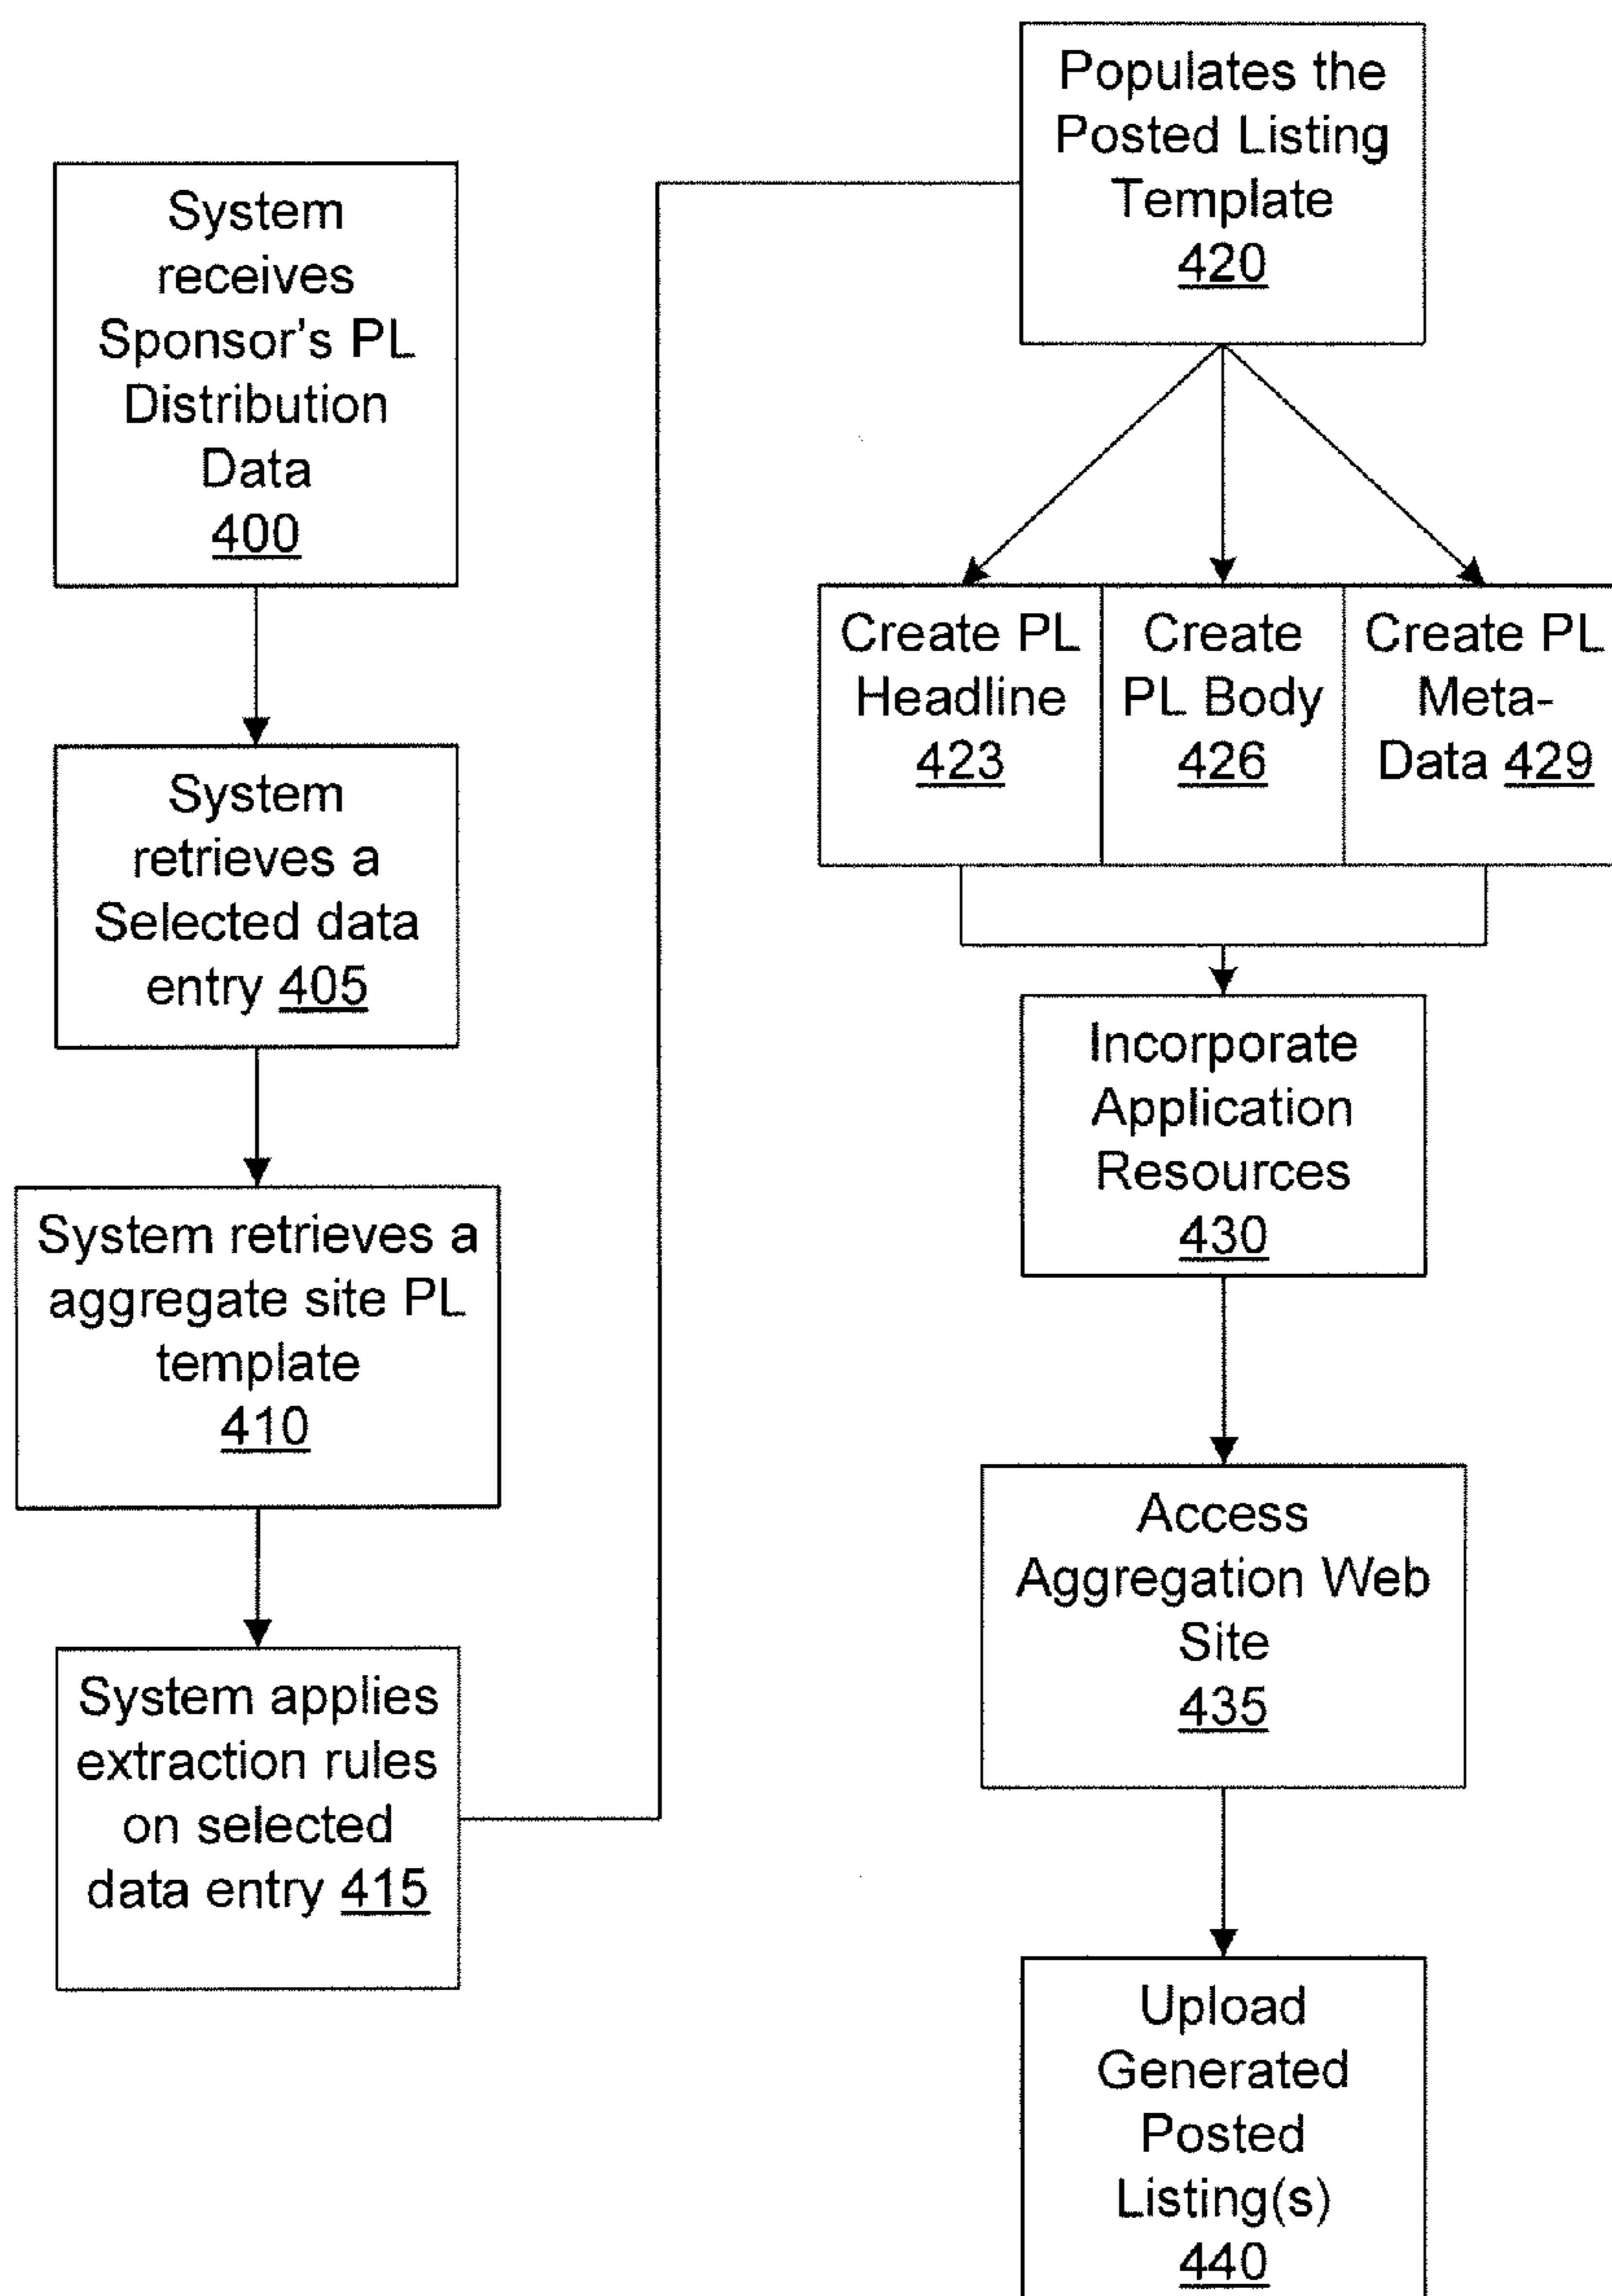 System
receives
Sponsor's PL
Distribution
Data
400
System
retrieves a
Selected data
entry 405
System retrieves a
aggregate site PL
template
410
System applies
extraction rules
on selected
data entry 415
Populates the
Posted Listing
Template
420
Create PL
Headline
423
Create
PL Body
426
Create PL
Meta-
Data 429
Incorporate
Application
Resources
430
Access
Aggregation Web
Site
435
Upload
Generated
Posted
Listing(s)
440